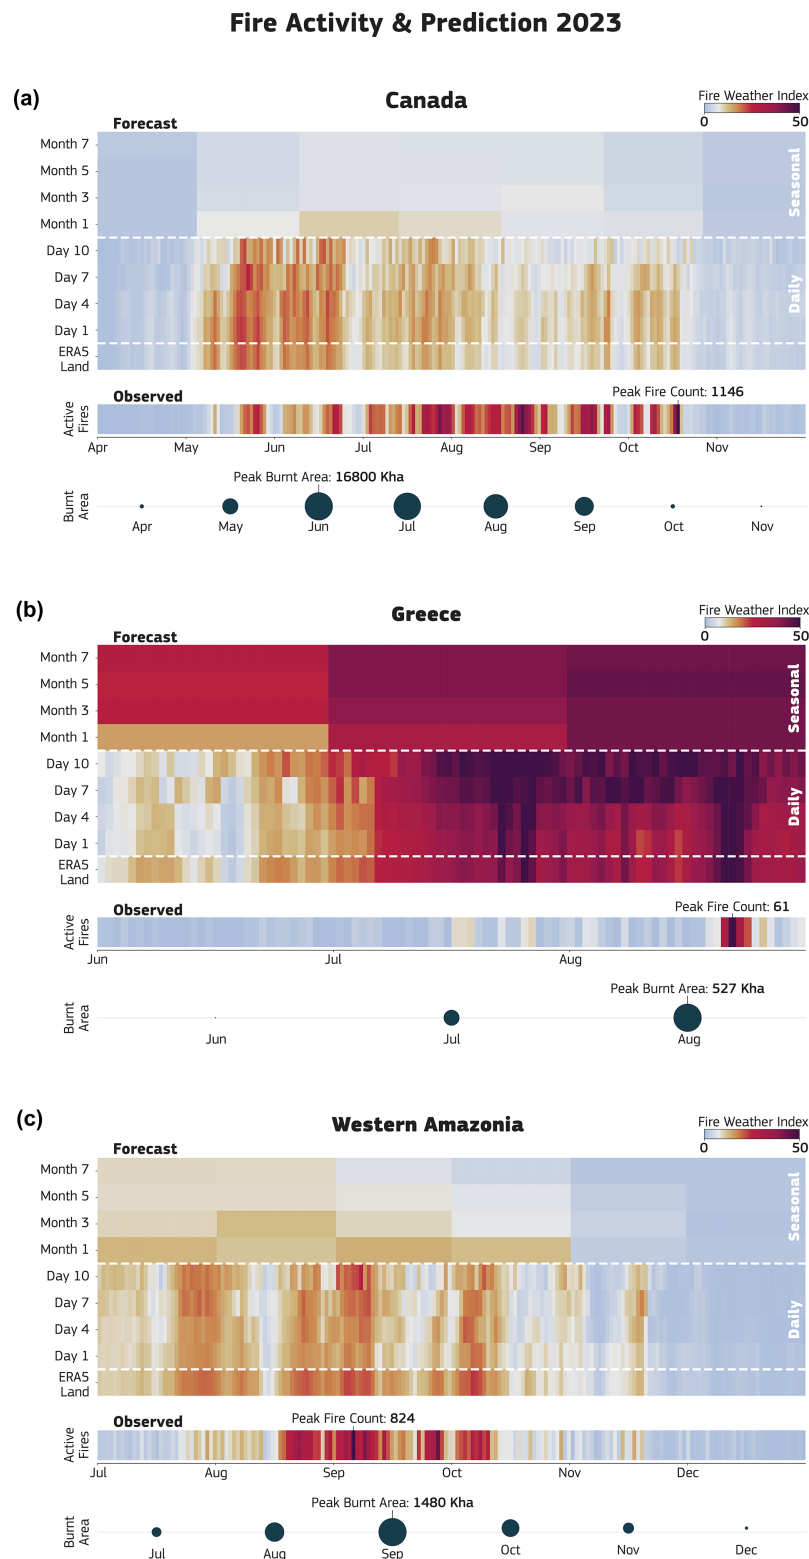 Fire Activity & Prediction 2023
(a)
Canada
Fire Weather Index
0 50
Forecast
Month 7
Month 5
Month 3
Month 1
Seasonal
Day 10
Day 7
Day 4
Day 1
Daily
ERA5
Land
Observed
Peak Fire Count: 1146
Active
Fires
Apr May Jun Jul Aug Sep Oct Nov
Peak Burnt Area: 16800 Kha
Burnt
Area
Apr May Jun Jul Aug Sep Oct Nov
(b)
Greece
Fire Weather Index
0 50
Forecast
Month 7
Month 5
Month 3
Month 1
Seasonal
Day 10
Day 7
Day 4
Day 1
Daily
ERA5
Land
Observed
Peak Fire Count: 61
Active
Fires
Jun Jul Aug
Peak Burnt Area: 527 Kha
Burnt
Area
Jun Jul Aug
(c)
Western Amazonia
Fire Weather Index
0 50
Forecast
Month 7
Month 5
Month 3
Month 1
Seasonal
Day 10
Day 7
Day 4
Day 1
Daily
ERA5
Land
Observed
Peak Fire Count: 824
Active
Fires
Jul Aug Sep Oct Nov Dec
Peak Burnt Area: 1480 Kha
Burnt
Area
Jul Aug Sep Oct Nov Dec